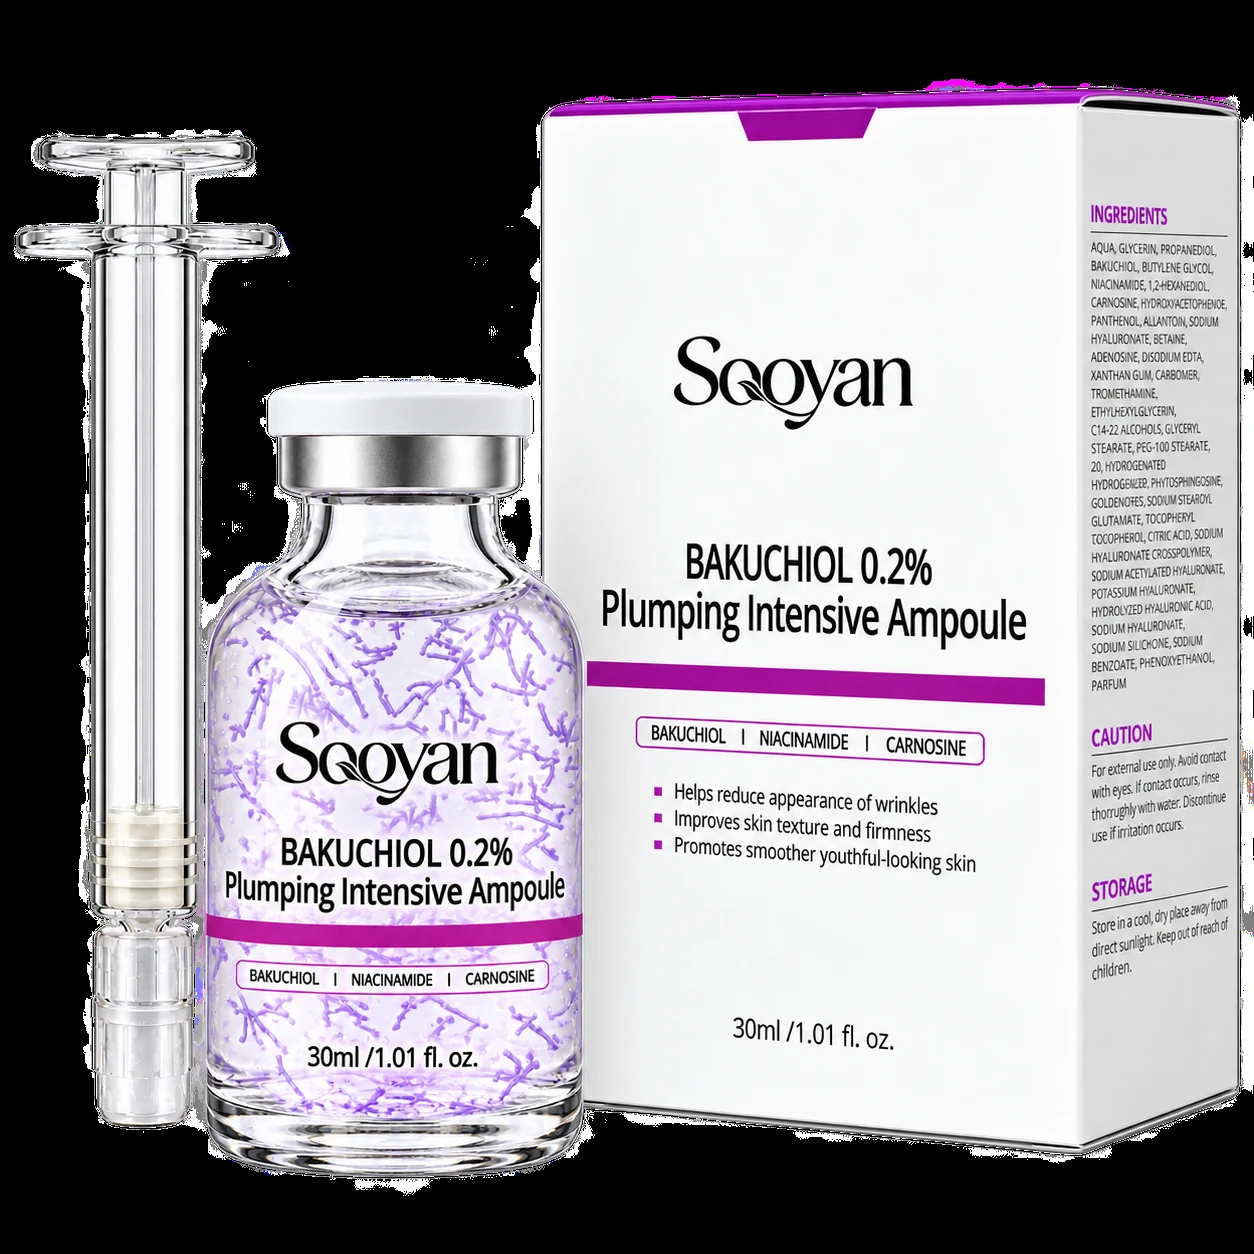 Sqoyan
BAKUCHIOL 0.2%
Plumping Intensive Ampoule
BAKUCHIOL | NIACINAMIDE | CARNOSINE
30ml /1.01 fl. oz.
Sqoyan
BAKUCHIOL 0.2%
Plumping Intensive Ampoule
BAKUCHIOL | NIACINAMIDE | CARNOSINE
Helps reduce appearance of wrinkles
Improves skin texture and firmness
Promotes smoother youthful-looking skin
30ml /1.01 fl. oz.
INGREDIENTS
AQUA, GLYCERIN, PROPANEDIOL,
BAKUCHIOL, BUTYLENE GLYCOL,
NIACINAMIDE, 1,2-HEXANEDIOL,
CARNOSINE,
PANTHENOL, ALLANTOIN, SODIUM
HYALURONATE, BETAINE,
ADENOSINE, DISODIUM EDTA,
XANTHAN GUM, CARBOMER,
TROMETHAMINE,
ETHYLHEXYLGLYCERIN,
C14-22 ALCOHOLS, GLYCERYL
STEARATE, PEG-100 STEARATE,
20, HYDROGENATED
PHYTOSPHINGOSINE,
SODIUM STEAROYL
GLUTAMATE, TOCOPHERYL
TOCOPHEROL, CITRIC ACID, SODIUM
HYALURONATE CROSSPOLYMER,
SODIUM ACETYLATED HYALURONATE,
POTASSIUM HYALURONATE,
HYDROLYZED HYALURONIC ACID,
SODIUM HYALURONATE,
SODIUM SILICHONE, SODIUM
BENZOATE, PHENOXYETHANOL,
PARFUM
CAUTION
For external use only. Avoid contact
with eyes. If contact occurs, rinse
thorroughly with water. Discontinue
use if irritation occurs.
STORAGE
Store in a cool, dry place away from
direct sunlight. Keep out of reach of
children.